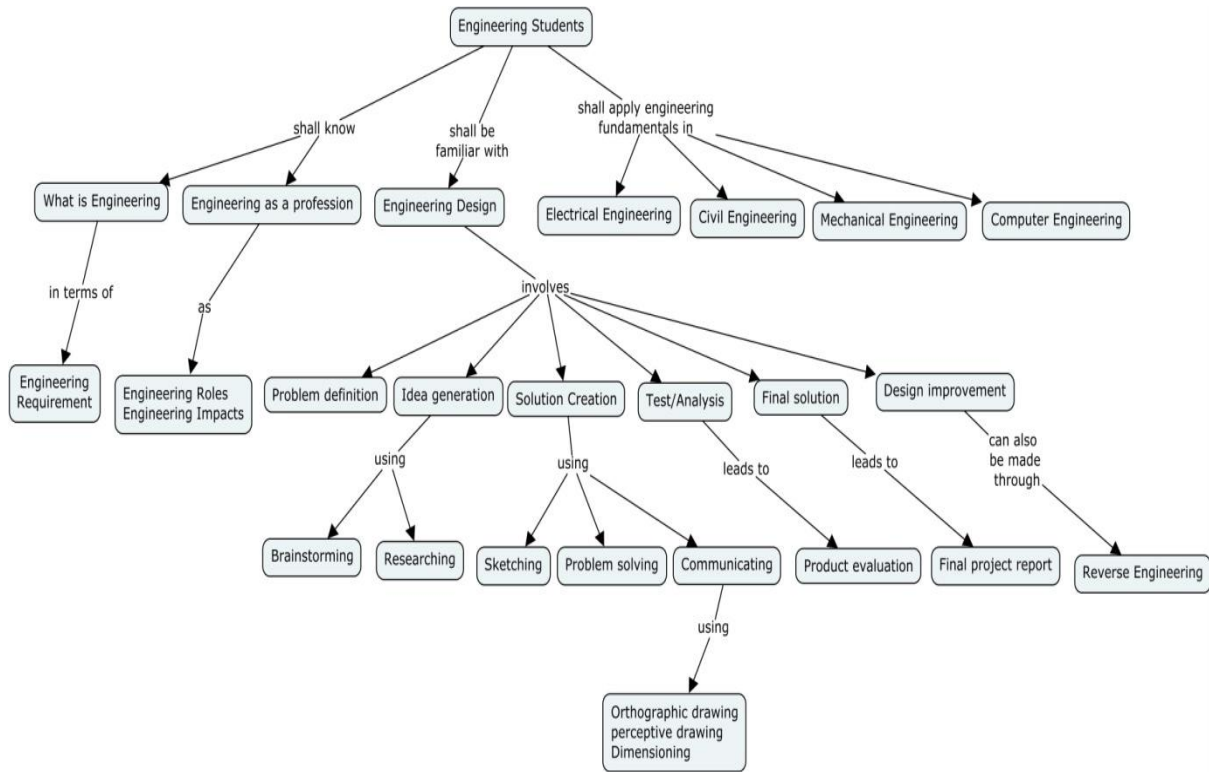 Engineering Students
shall know
shall be
familiar with
shall apply engineering
fundamentals in
What is Engineering
Engineering as a profession
Engineering Design
Electrical Engineering
Civil Engineering
Mechanical Engineering
Computer Engineering
in terms of
as
involves
Engineering
Requirement
Engineering Roles
Engineering Impacts
Problem definition
Idea generation
Solution Creation
Test/Analysis
Final solution
Design improvement
using
using
leads to
leads to
can also
be made
through
Brainstorming
Researching
Sketching
Problem solving
Communicating
Product evaluation
Final project report
Reverse Engineering
using
Orthographic drawing
perceptive drawing
Dimensioning